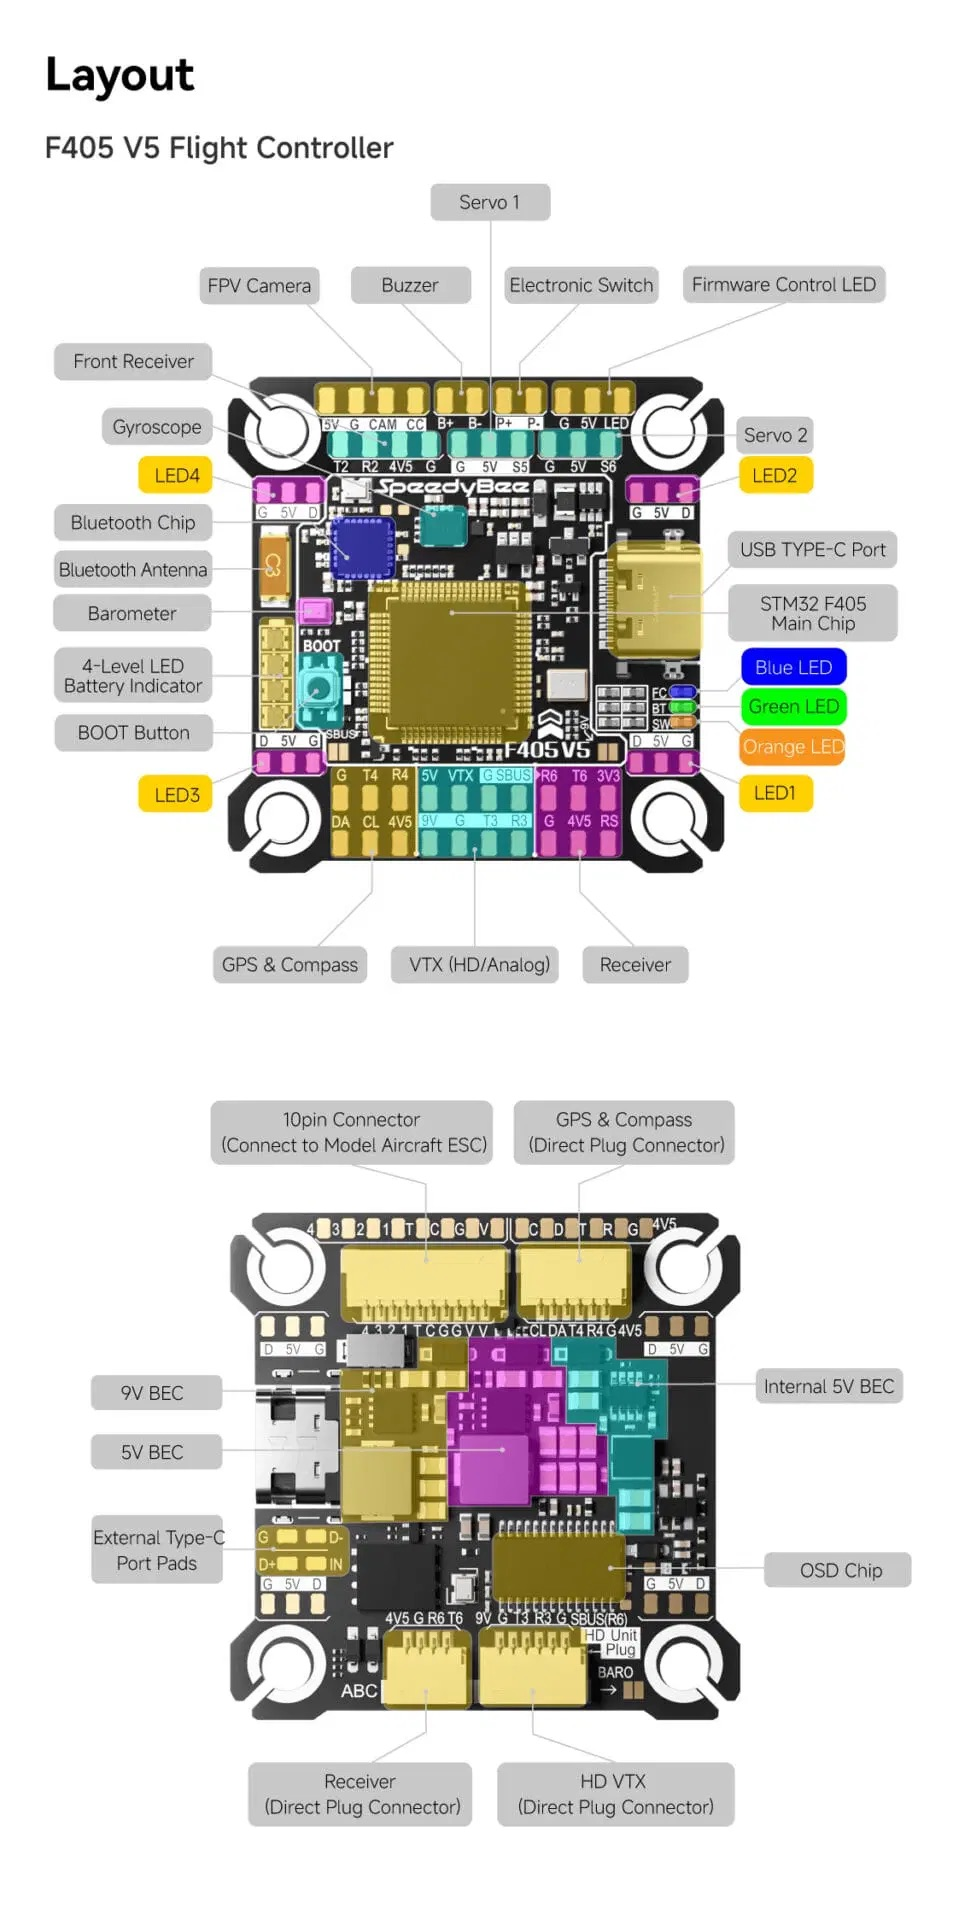 Layout
F405 V5 Flight Controller
Servo 1
FPV Camera
Buzzer
Electronic Switch
Firmware Control LED
Front Receiver
5V G CAM CC B+ B- P+ P- G 5V LED
Gyroscope
Servo 2
T2 R2 4V5 G G 5V S5 G 5V S6
LED4
SpeedyBee
LED2
G 5V D
G 5V D
Bluetooth Chip
USB TYPE-C Port
Bluetooth Antenna
C3
Barometer
STM32 F405
Main Chip
BOOT
4-Level LED
Battery Indicator
Blue LED
FC
BT
Green LED
SW
BOOT Button
SBUS
9V
Orange LED
D 5V G
F405 V5
D 5V G
LED3
G T4 R4 5V VTX G SBUS R6 T6 3V3
LED1
DA CL 4V5 9V G T3 R3 G 4V5 RS
GPS & Compass
VTX (HD/Analog)
Receiver
10pin Connector
(Connect to Model Aircraft ESC)
GPS & Compass
(Direct Plug Connector)
4 3 2 1 T C G V C D T R G 4V5
4 3 2 1 T C G G V V CL DA T4 R4 G 4V5
D 5V G
D 5V G
9V BEC
Internal 5V BEC
5V BEC
External Type-C
Port Pads
G D-
D+ IN
OSD Chip
G 5V D
G 5V D
4V5 G R6 T6 9V G T3 R3 G SBUS(R6)
HD Unit
Plug
BARO
ABC
Receiver
(Direct Plug Connector)
HD VTX
(Direct Plug Connector)